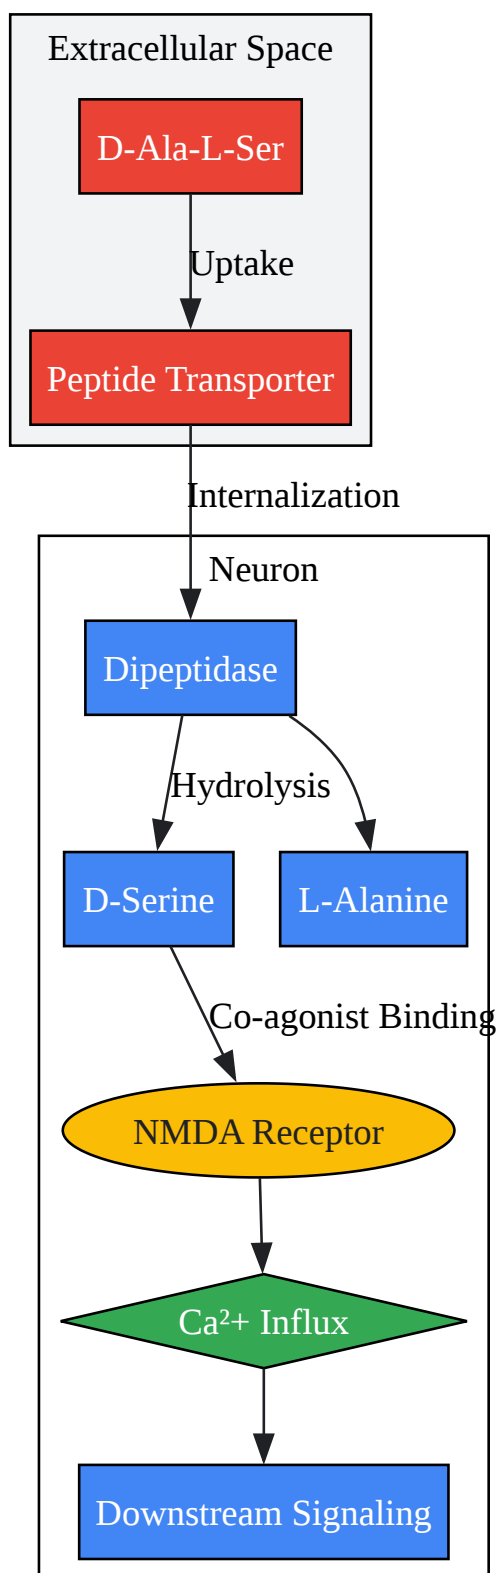 Extracellular Space
D-Ala-L-Ser
Uptake
Peptide Transporter
Internalization
Neuron
Dipeptidase
Hydrolysis
D-Serine
L-Alanine
Co-agonist Binding
NMDA Receptor
Ca²+ Influx
Downstream Signaling